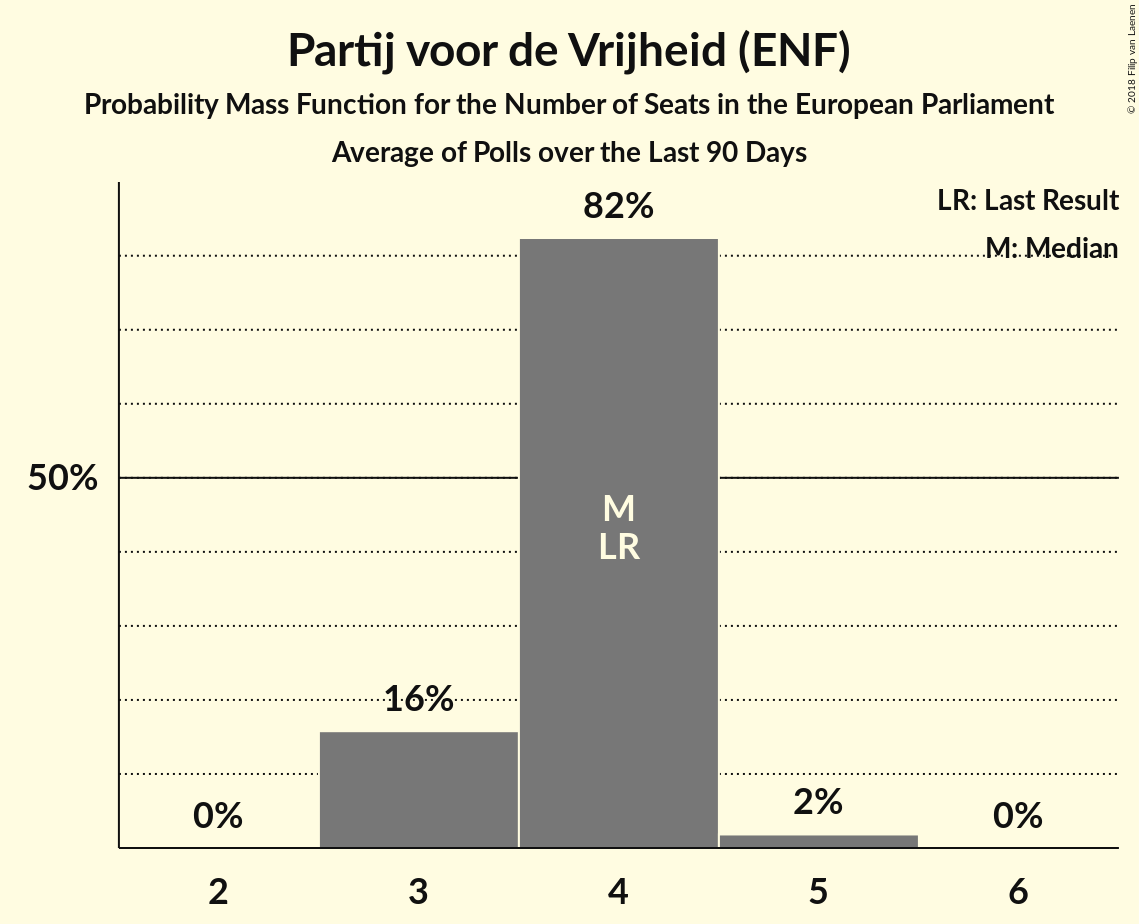 Partij voor de Vrijheid (ENF)
Probability Mass Function for the Number of Seats in the European Parliament
Average of Polls over the Last 90 Days
© 2018 Filip van Laenen
LR: Last Result
M: Median
82%
50%
M
LR
16%
0%
2%
0%
2 3 4 5 6